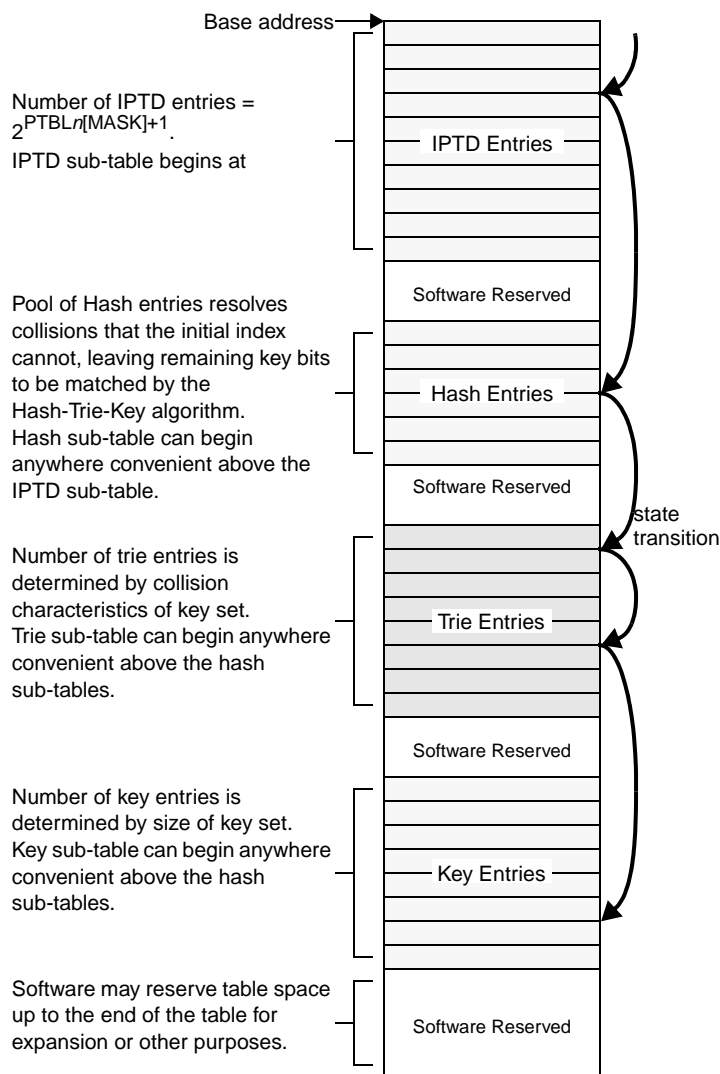 Base address
Number of IPTD entries =
2^PTBLn[MASK]+1.
IPTD sub-table begins at
IPTD Entries
Software Reserved
Pool of Hash entries resolves
collisions that the initial index
cannot, leaving remaining key bits
to be matched by the
Hash-Trie-Key algorithm.
Hash sub-table can begin
anywhere convenient above the
IPTD sub-table.
Hash Entries
Software Reserved
state
transition
Number of trie entries is
determined by collision
characteristics of key set.
Trie sub-table can begin anywhere
convenient above the hash
sub-tables.
Trie Entries
Software Reserved
Number of key entries is
determined by size of key set.
Key sub-table can begin anywhere
convenient above the hash
sub-tables.
Key Entries
Software may reserve table space
up to the end of the table for
expansion or other purposes.
Software Reserved